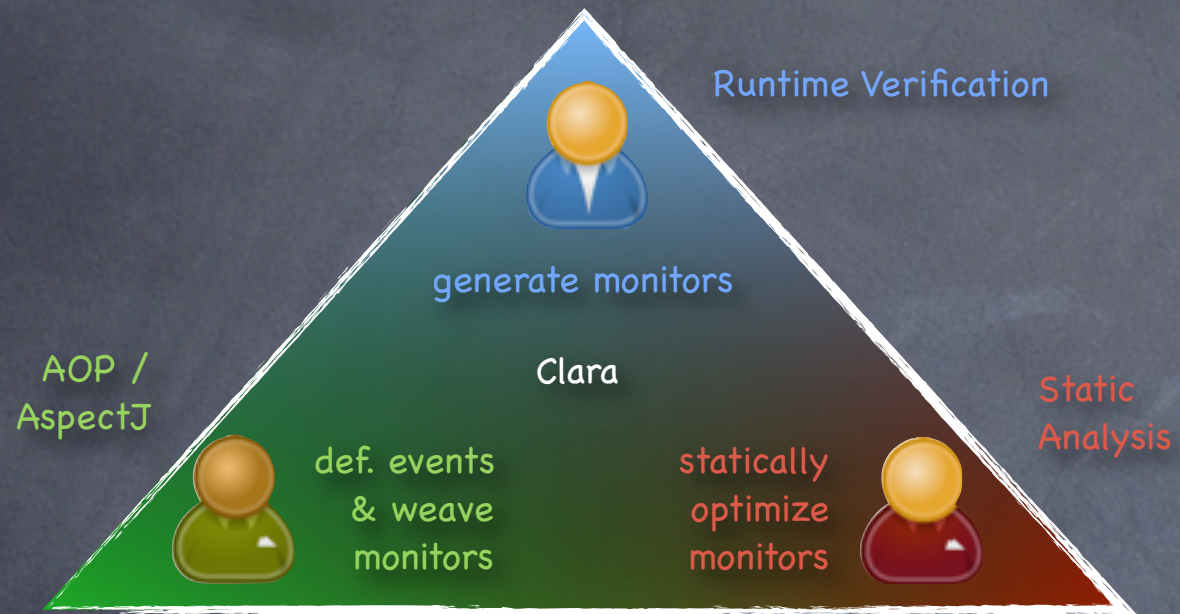 Runtime Verification
generate monitors
Clara
AOP /
AspectJ
Static
Analysis
def. events
& weave
monitors
statically
optimize
monitors